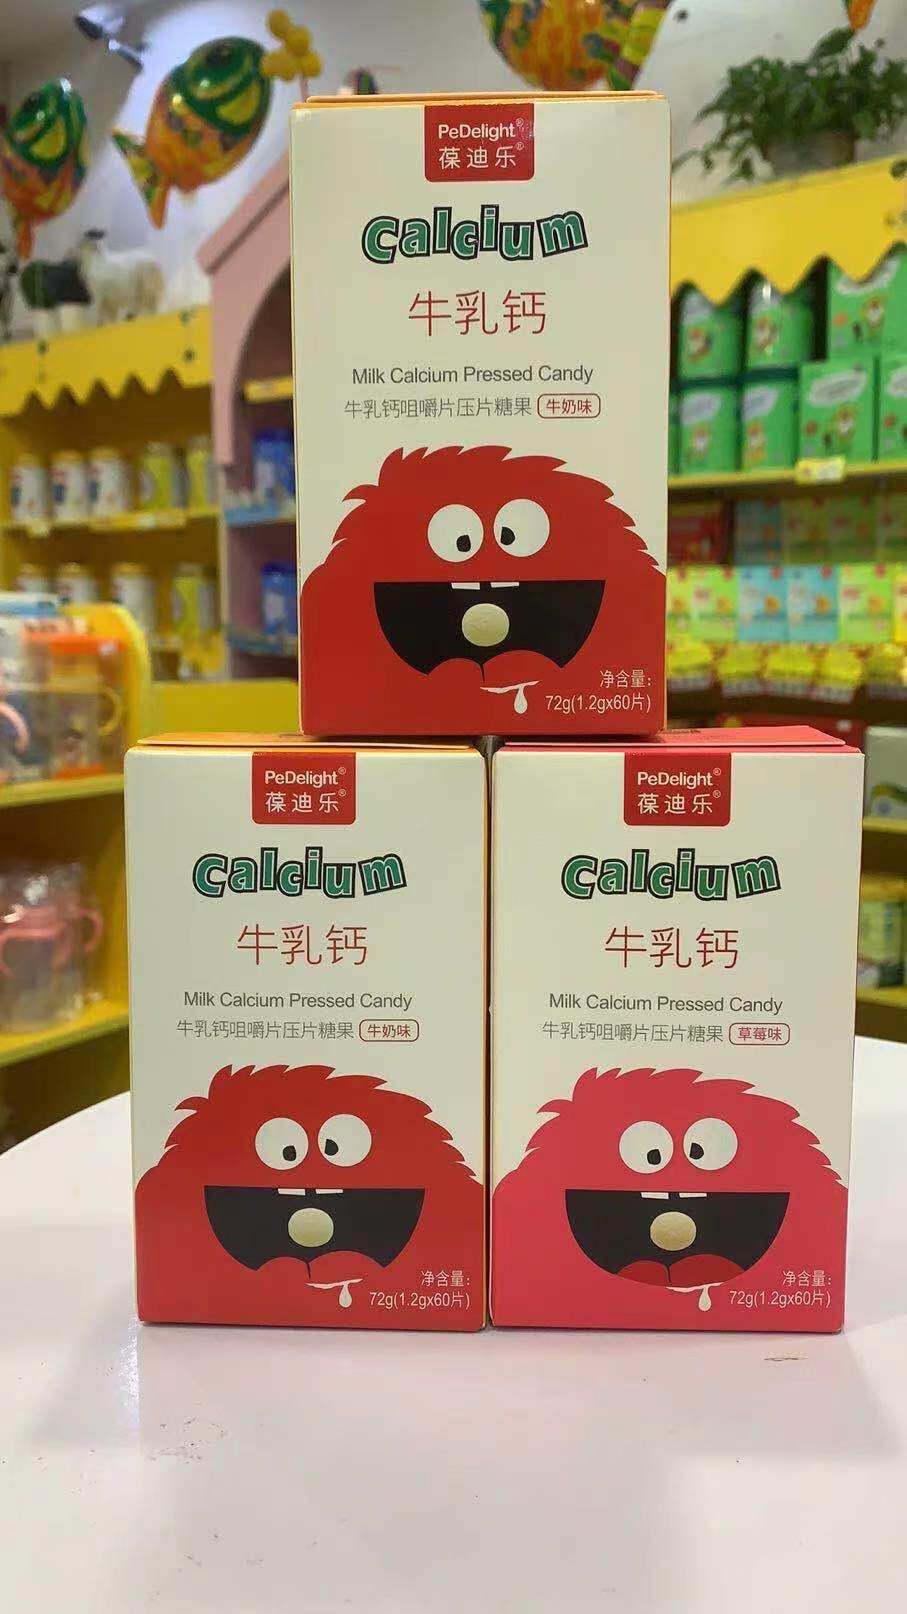 PeDelight®
葆迪乐®
Calcium
牛乳钙
Milk Calcium Pressed Candy
牛乳钙咀嚼片压片糖果 牛奶味
净含量:
72g(1.2gx60片)
PeDelight®
葆迪乐®
Calcium
牛乳钙
Milk Calcium Pressed Candy
牛乳钙咀嚼片压片糖果 牛奶味
净含量:
72g(1.2gx60片)
PeDelight®
葆迪乐®
Calcium
牛乳钙
Milk Calcium Pressed Candy
牛乳钙咀嚼片压片糖果 草莓味
净含量:
72g(1.2gx60片)